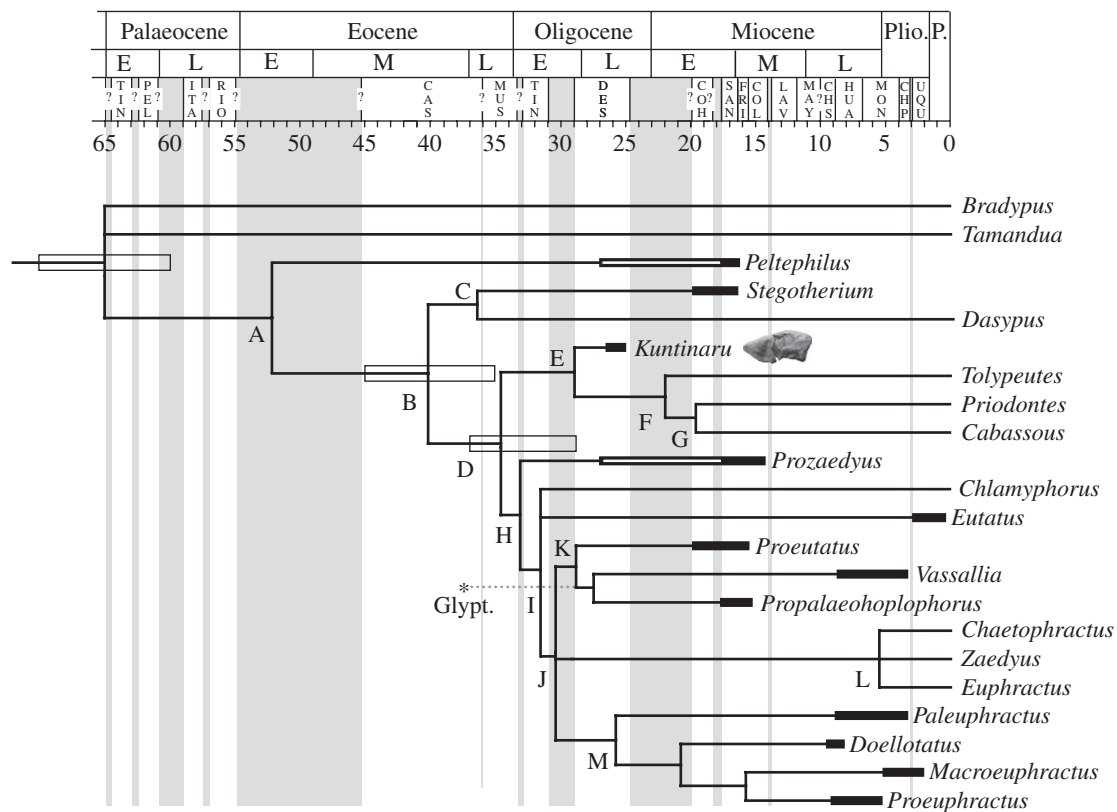 Palaeocene Eocene Oligocene Miocene Plio. P.
E L E M L E L E M L
? TIN ? PEL ? ITA ? RIO ? ? CAS ? MUS ? TIN ? DES ? COH ? SAN FRI COL LAV MAY ? CHS HUA MON CHP UQU
65 60 55 50 40 35 30 25 20 15 10 5 0
Bradypus
Tamandua
Peltephilus
Stegotherium
C
Dasypus
A
Kuntinaru
E
Tolypeutes
B
Priodontes
F
G
Cabassous
D
Prozaedyus
Chlamyphorus
Eutatus
H
K
Proeutatus
Vassallia
*
Glypt.
I
Propalaehoplophorus
Chaetophractus
Zaedyus
J
L
Euphractus
Paleuphractus
M
Doellotatus
Macroeuphractus
Proeuphractus